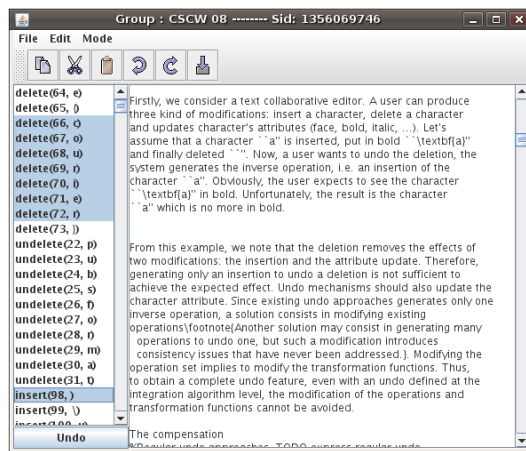 Group : CSCW 08 -------- Sid: 1356069746
File Edit Mode
delete(64, e)
delete(65, {)
delete(66, c)
delete(67, o)
delete(68, u)
delete(69, r)
delete(70, i)
delete(71, e)
delete(72, r)
delete(73, })
undelete(22, p)
undelete(23, u)
undelete(24, b)
undelete(25, s)
undelete(26, f)
undelete(27, o)
undelete(28, r)
undelete(29, m)
undelete(30, a)
undelete(31, t)
insert(98, )
insert(99, \)
insert(100, u)
Undo
Firstly, we consider a text collaborative editor. A user can produce
three kind of modifications: insert a character, delete a character
and updates character's attributes (face, bold, italic, ...). Let's
assume that a character ``a'' is inserted, put in bold ``\textbf{a}''
and finally deleted ``''. Now, a user wants to undo the deletion, the
system generates the inverse operation, i.e. an insertion of the
character ``a''. Obviously, the user expects to see the character
``\textbf{a}'' in bold. Unfortunately, the result is the character
``a'' which is no more in bold.
From this example, we note that the deletion removes the effects of
two modifications: the insertion and the attribute update. Therefore,
generating only an insertion to undo a deletion is not sufficient to
achieve the expected effect. Undo mechanisms should also update the
character attribute. Since existing undo approaches generates only one
inverse operation, a solution consists in modifying existing
operations\footnote{Another solution may consist in generating many
operations to undo one, but such a modification introduces
consistency issues that have never been addressed.}. Modifying the
operation set implies to modify the transformation functions. Thus,
to obtain a complete undo feature, even with an undo defined at the
integration algorithm level, the modification of the operations and
transformation functions cannot be avoided.
The compensation
%Regular undo approaches TODO express regular undo